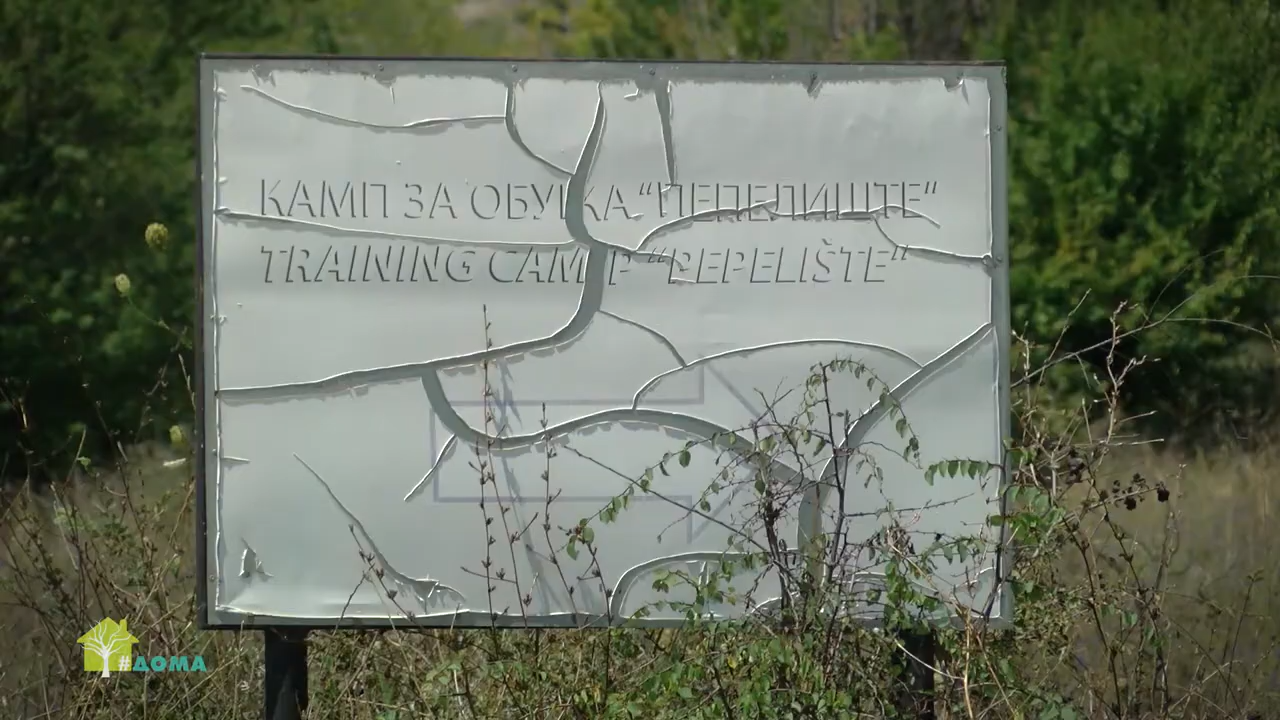 КАМП ЗА ОБУКА “ПЕПЕЛИШТЕ”
TRAINING CAMP “PEPELIŠTE”
#ДОМА